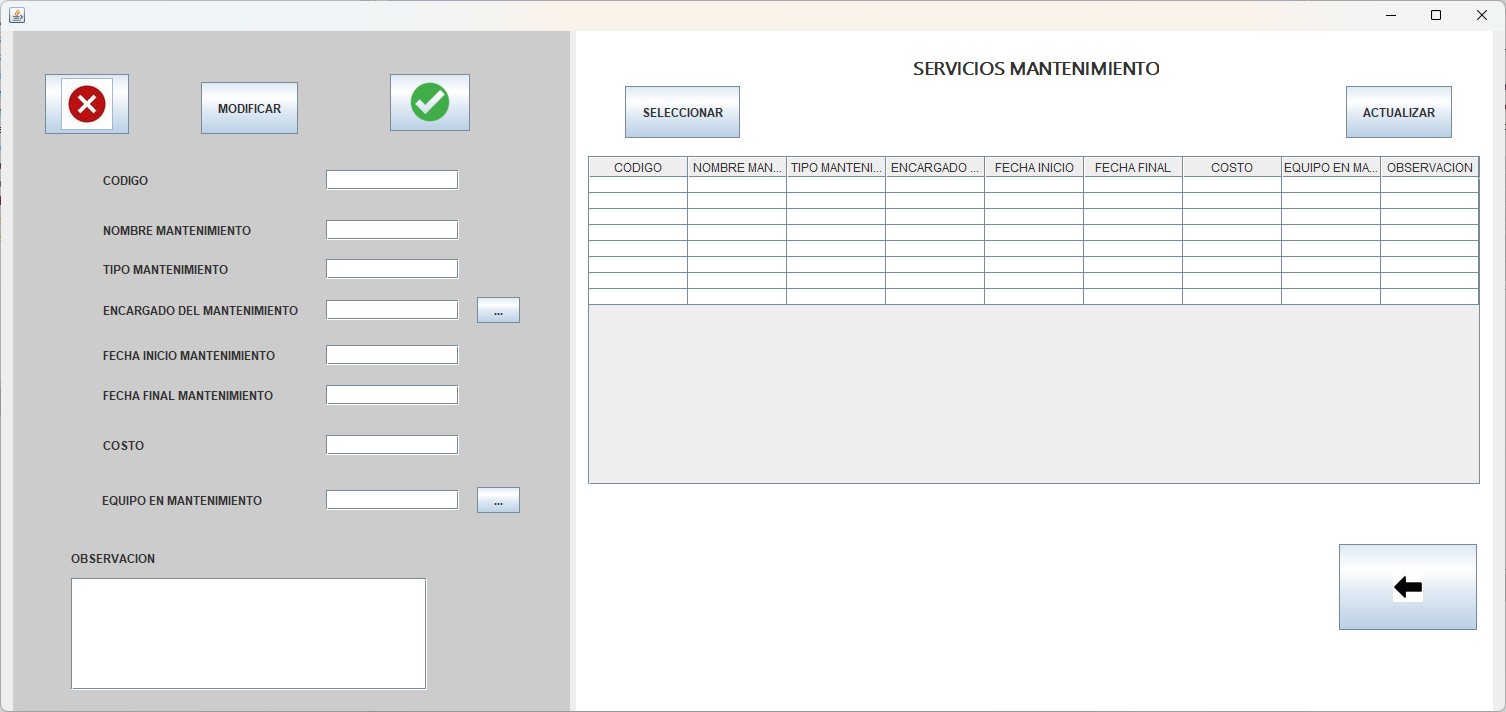 MODIFICAR
CODIGO
NOMBRE MANTENIMIENTO
TIPO MANTENIMIENTO
ENCARGADO DEL MANTENIMIENTO ...
FECHA INICIO MANTENIMIENTO
FECHA FINAL MANTENIMIENTO
COSTO
EQUIPO EN MANTENIMIENTO ...
OBSERVACION
SERVICIOS MANTENIMIENTO
SELECCIONAR ACTUALIZAR
CODIGO NOMBRE MAN... TIPO MANTENI... ENCARGADO ... FECHA INICIO FECHA FINAL COSTO EQUIPO EN MA... OBSERVACION